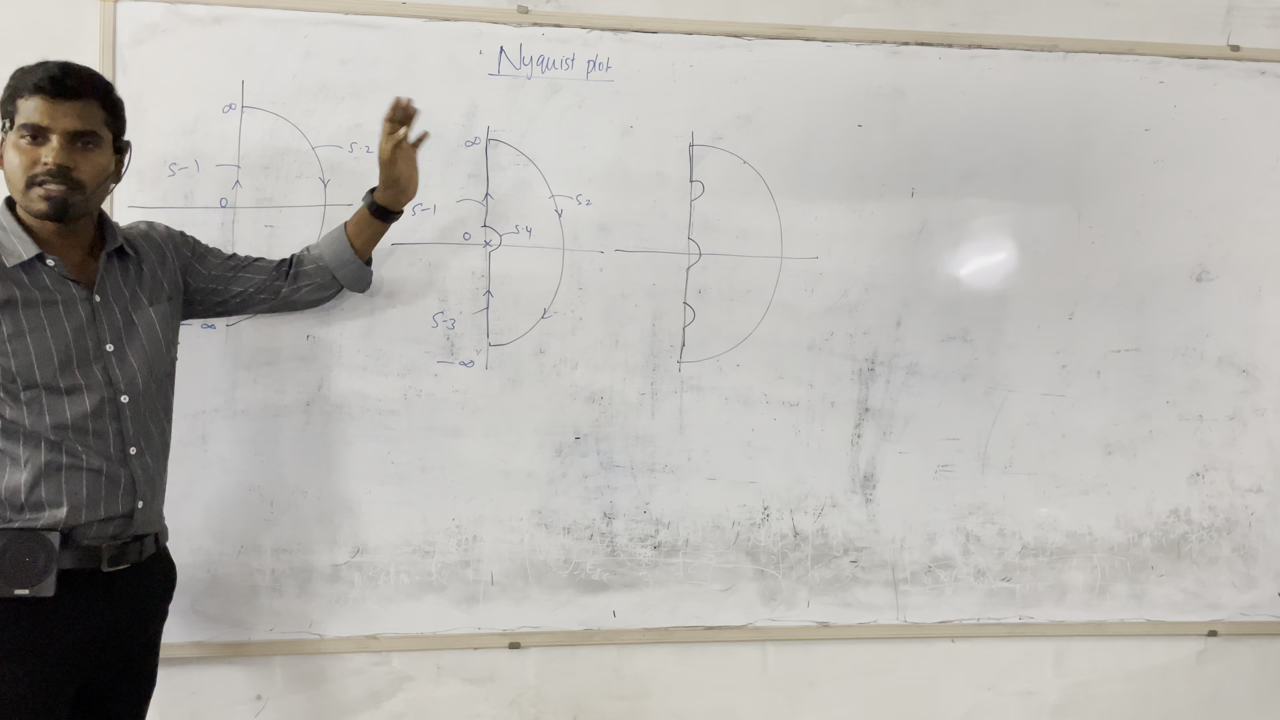 Nyquist plot
∞
S-1
S-2
0
- ∞
∞
S-1
S2
0
S-4
S-3
-∞